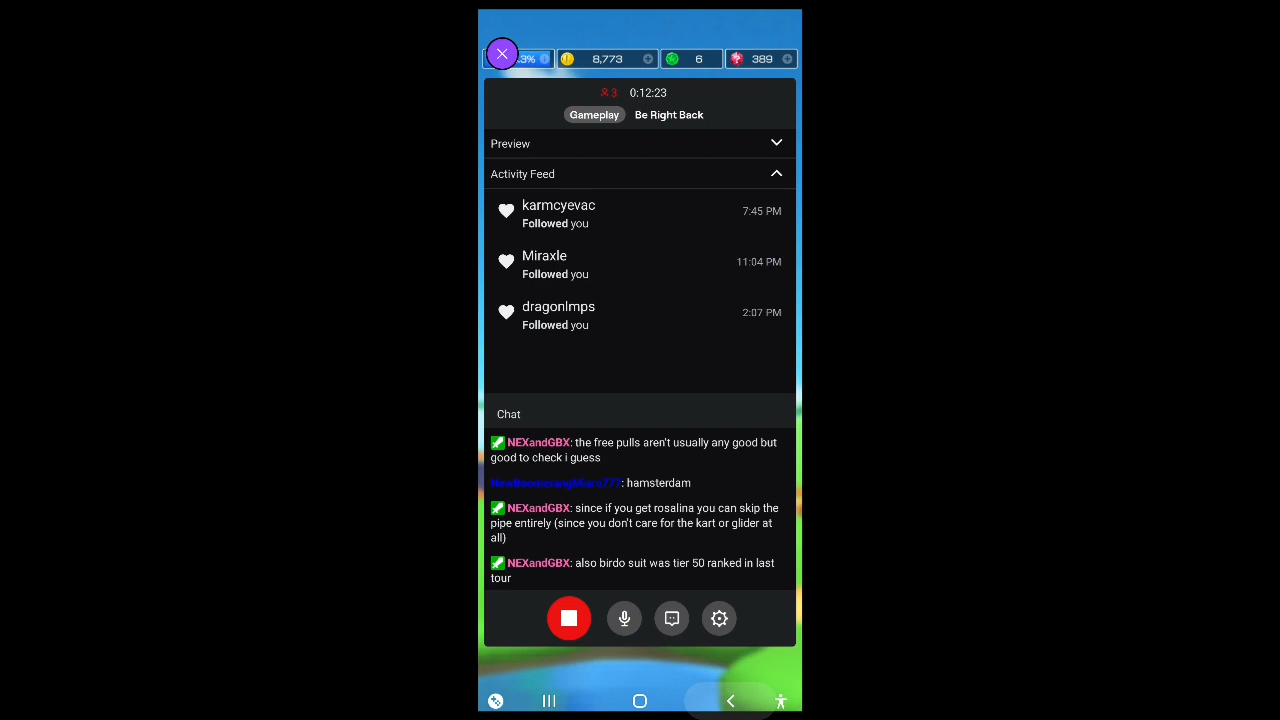 .3% 8,773 6 389
3 0:12:23
Gameplay Be Right Back
Preview
Activity Feed
karmcyevac
7:45 PM
Followed you
Miraxle
11:04 PM
Followed you
dragonlmps
2:07 PM
Followed you
Chat
NEXandGBX: the free pulls aren't usually any good but
good to check i guess
: hamsterdam
NEXandGBX: since if you get rosalina you can skip the
pipe entirely (since you don't care for the kart or glider at
all)
NEXandGBX: also birdo suit was tier 50 ranked in last
tour